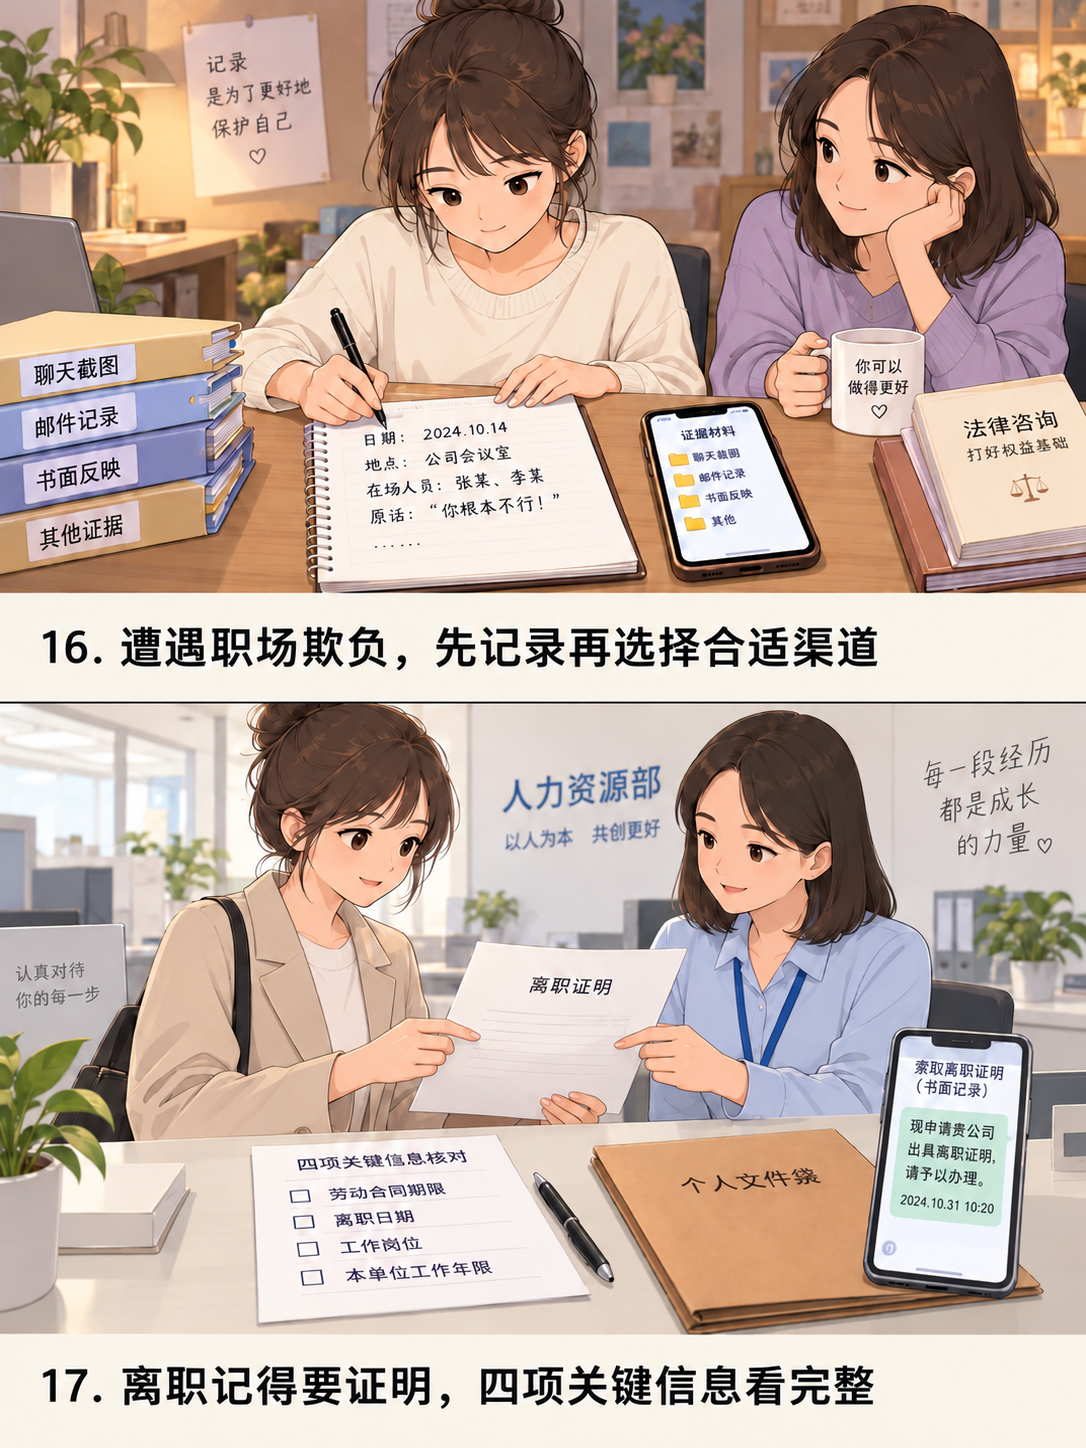 记录
是为了更好地
保护自己
聊天截图
邮件记录
书面反映
其他证据
日期： 2024.10.14
地点： 公司会议室
在场人员：张某、李某
原话：“你根本不行！”
……
证据材料
聊天截图
邮件记录
书面反映
其他
你可以
做得更好
法律咨询
打好权益基础
16. 遭遇职场欺负，先记录再选择合适渠道
人力资源部
以人为本 共创更好
每一段经历
都是成长
的力量
认真对待
你的每一步
离职证明
四项关键信息核对
劳动合同期限
离职日期
工作岗位
本单位工作年限
个人文件袋
索取离职证明
（书面记录）
现申请贵公司
出具离职证明，
请予以办理。
2024.10.31 10:20
17. 离职记得要证明，四项关键信息看完整